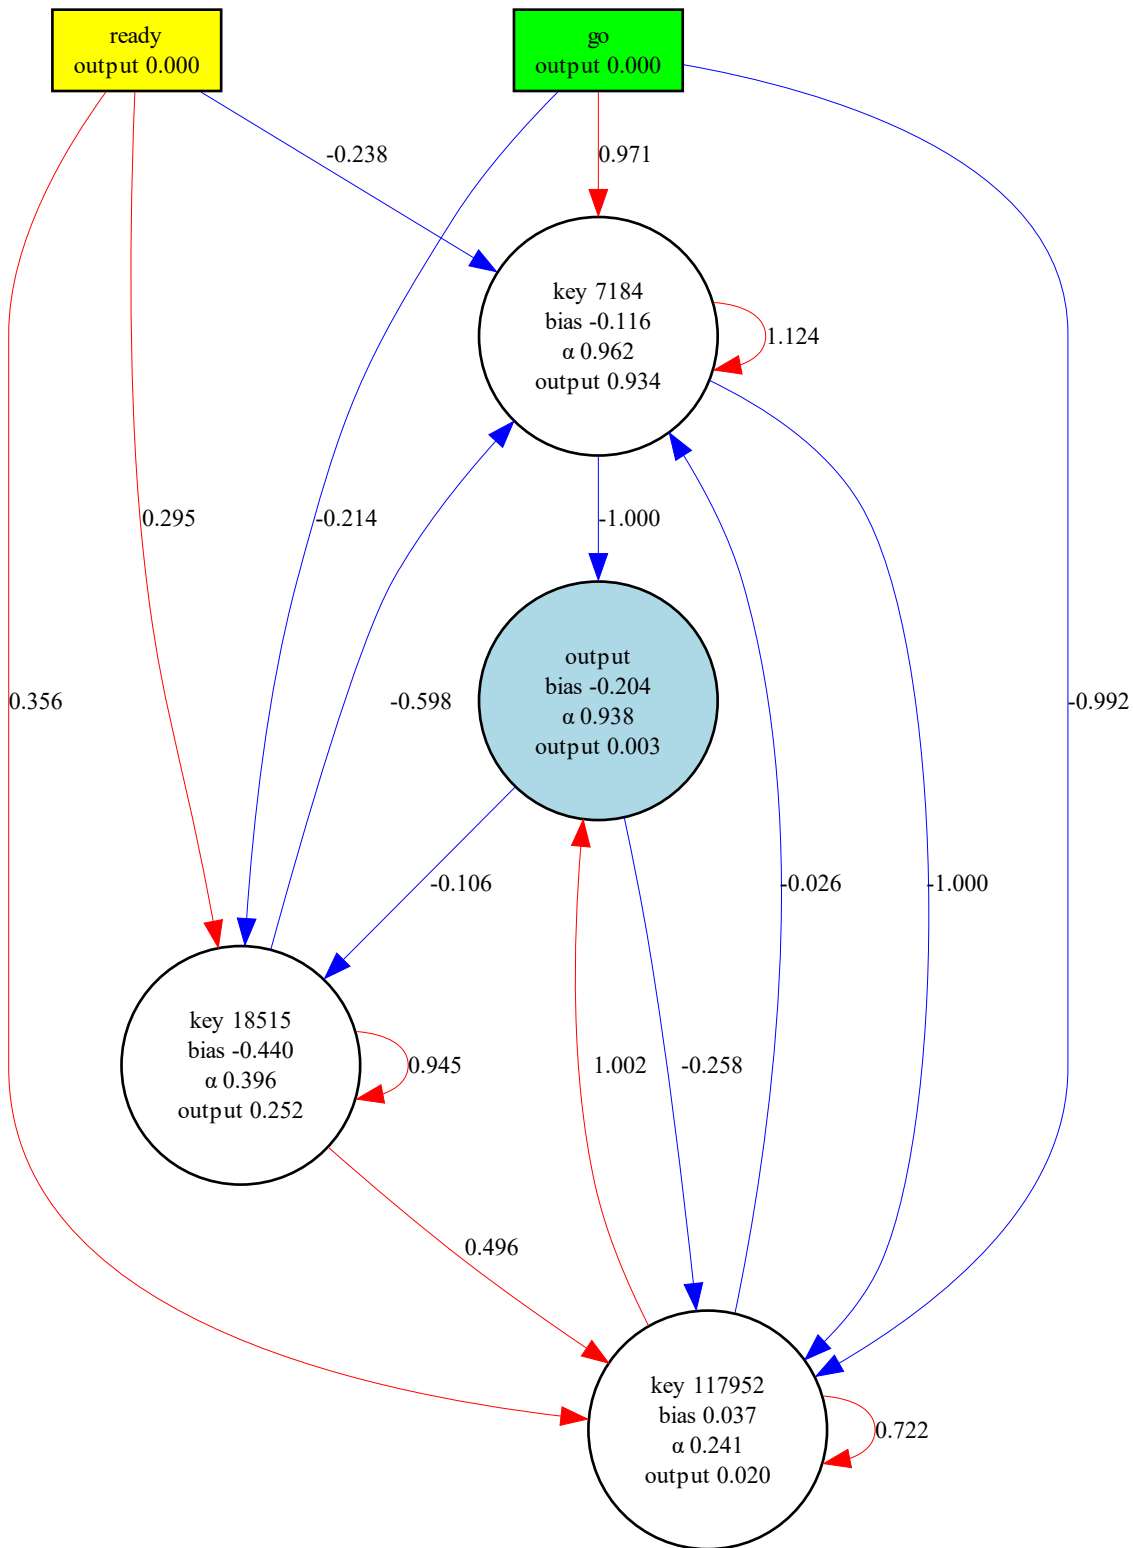 ready
output 0.000
go
output 0.000
-0.238
0.971
key 7184
bias -0.116
α 0.962
output 0.934
1.124
0.295
-0.214
-1.000
output
bias -0.204
α 0.938
output 0.003
0.356
-0.598
-0.992
-0.106
-0.026
-1.000
key 18515
bias -0.440
α 0.396
output 0.252
0.945
1.002
-0.258
0.496
key 117952
bias 0.037
α 0.241
output 0.020
0.722